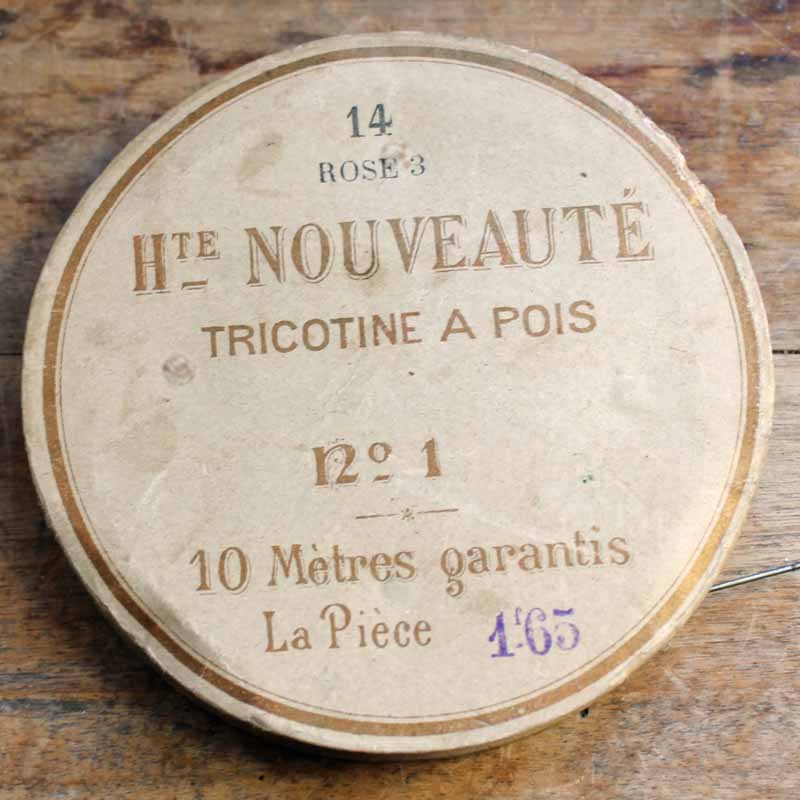 14
ROSE 3
HTE NOUVEAUTÉ
TRICOTINE A POIS
No 1
10 Mètres garantis
La Pièce 1f65